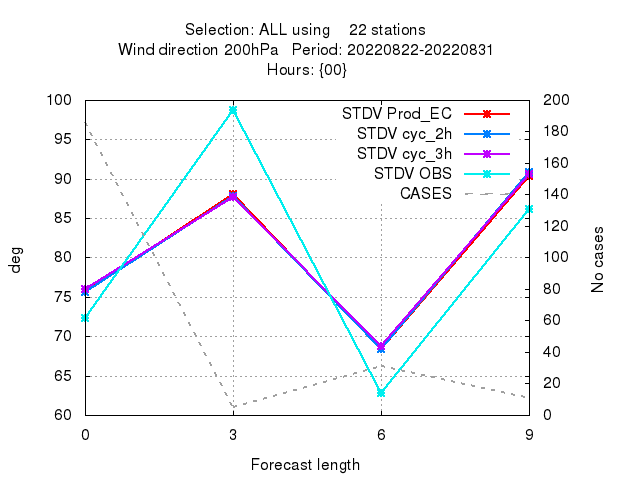 Selection: ALL using 22 stations
Wind direction 200hPa Period: 20220822-20220831
Hours: {00}
STDV Prod_EC
STDV cyc_2h
STDV cyc_3h
STDV OBS
CASES
deg
100
95
90
85
80
75
70
65
60
200
180
160
140
120
100
80
60
40
20
0
No cases
0 3 6 9
Forecast length